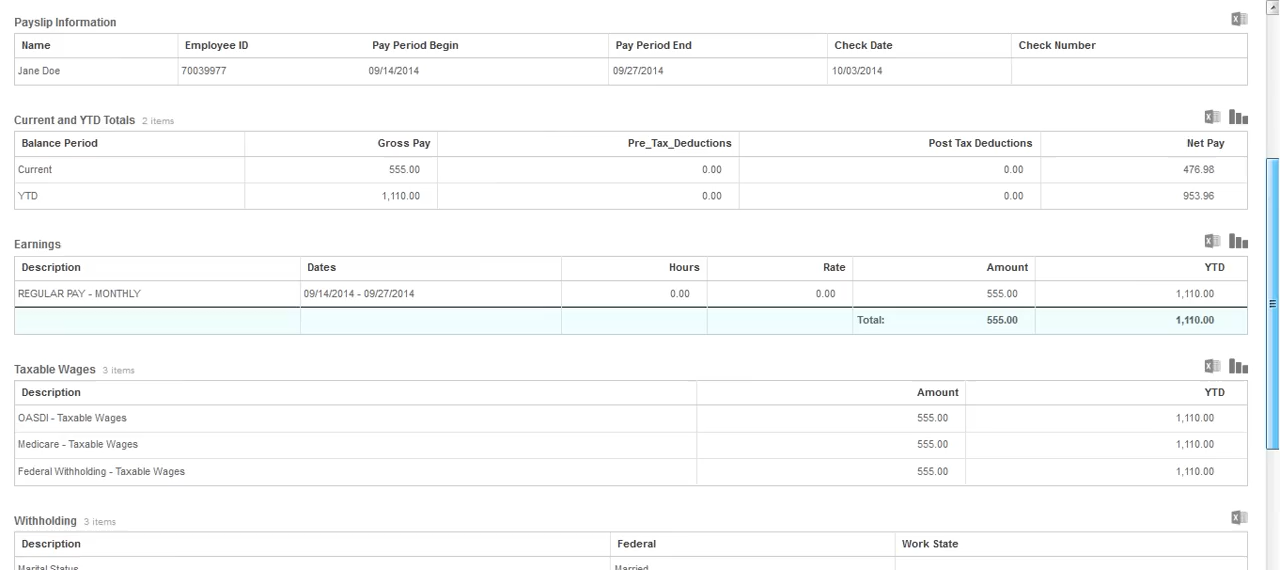 Payslip Information
Name Employee ID Pay Period Begin Pay Period End Check Date Check Number
Jane Doe 70039977 09/14/2014 09/27/2014 10/03/2014
Current and YTD Totals 2 items
Balance Period Gross Pay Pre_Tax_Deductions Post Tax Deductions Net Pay
Current 555.00 0.00 0.00 476.98
YTD 1,110.00 0.00 0.00 953.96
Earnings
Description Dates Hours Rate Amount YTD
REGULAR PAY - MONTHLY 09/14/2014 - 09/27/2014 0.00 0.00 555.00 1,110.00
Total: 555.00 1,110.00
Taxable Wages 3 items
Description Amount YTD
OASDI - Taxable Wages 555.00 1,110.00
Medicare - Taxable Wages 555.00 1,110.00
Federal Withholding - Taxable Wages 555.00 1,110.00
Withholding 3 items
Description Federal Work State
Marital Status Married